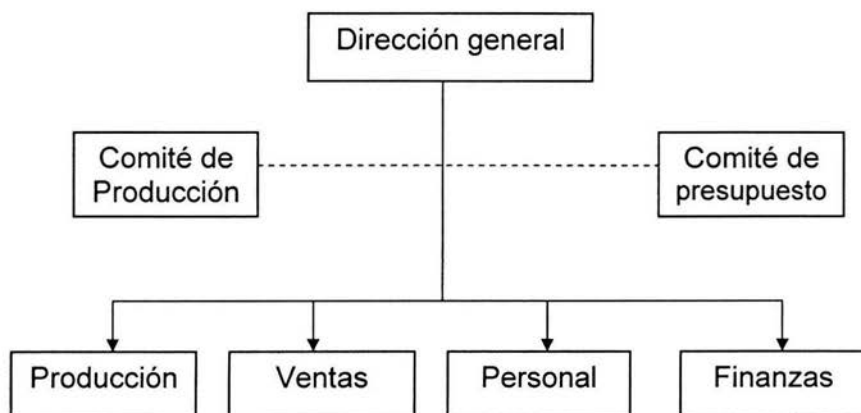 Dirección general
Comité de
Producción
Comité de
presupuesto
Producción
Ventas
Personal
Finanzas